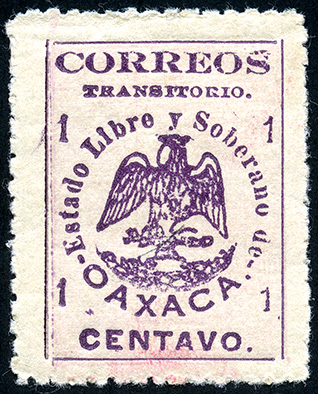 CORREOS
TRANSITORIO.
1 1
Estado Libre y Soberano de
OAXACA
1 1
CENTAVO.